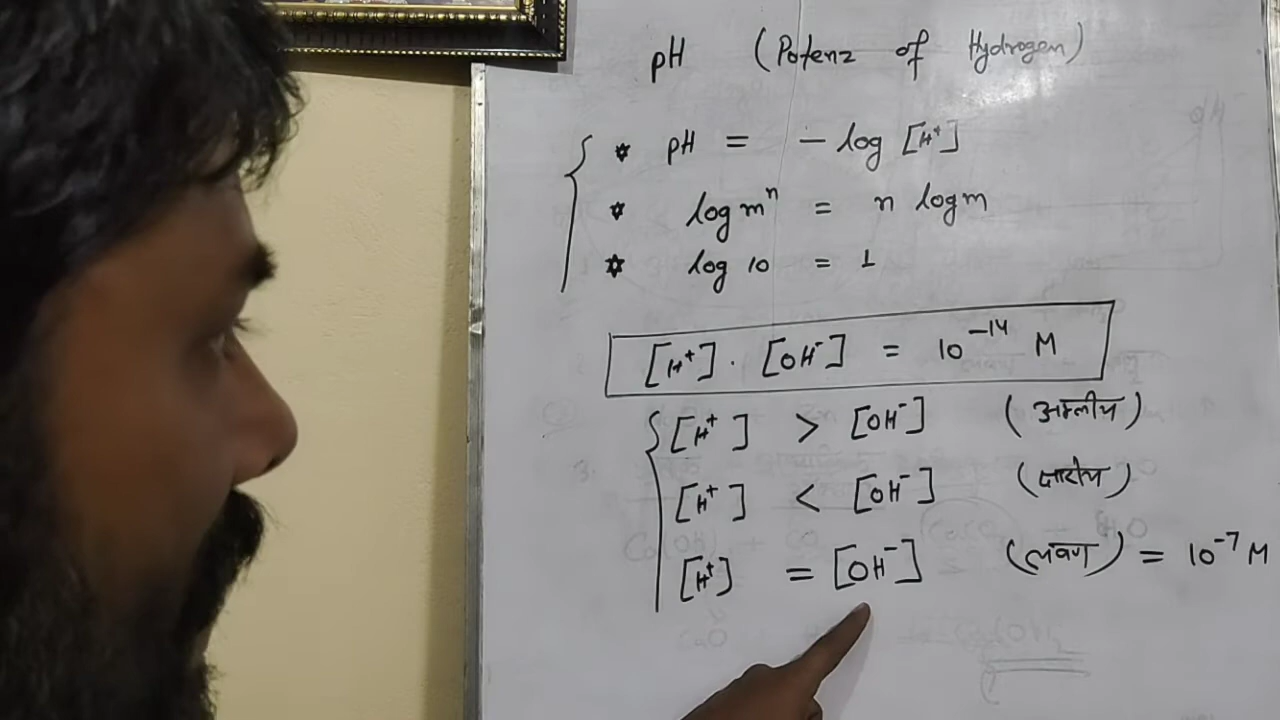 pH (Potenz of Hydrogen)
* pH = - log [H⁺]
* log mⁿ = n log m
* log 10 = 1
[H⁺] . [OH⁻] = 10⁻¹⁴ M
[H⁺] > [OH⁻] (अम्लीय)
[H⁺] < [OH⁻] (क्षारीय)
[H⁺] = [OH⁻] (लवण) = 10⁻⁷ M